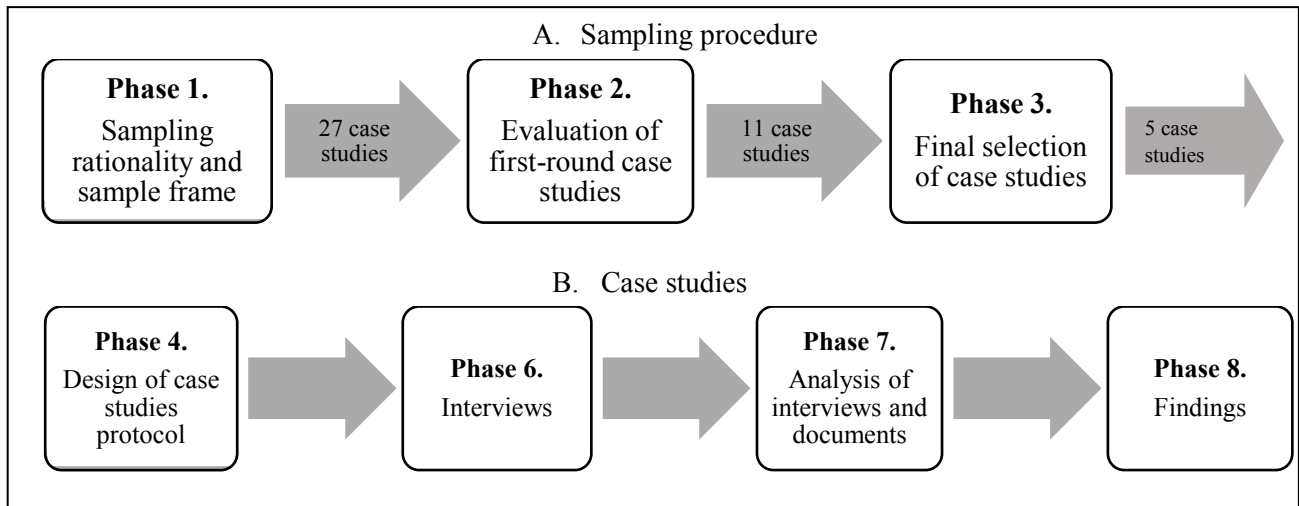 A. Sampling procedure
Phase 1.
Sampling
rationality and
sample frame
27 case
studies
Phase 2.
Evaluation of
first-round case
studies
11 case
studies
Phase 3.
Final selection
of case studies
5 case
studies
B. Case studies
Phase 4.
Design of case
studies
protocol
Phase 6.
Interviews
Phase 7.
Analysis of
interviews and
documents
Phase 8.
Findings